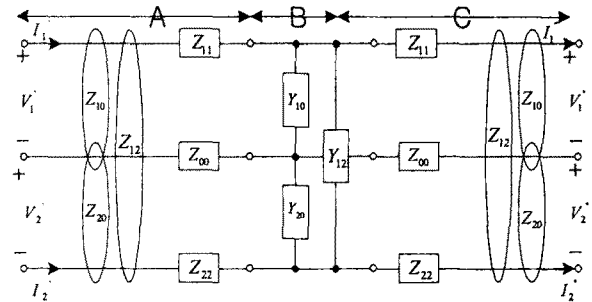 A B C
I₁ Z₁₁ Z₁₁ I₁
+ +
V₁ Z₁₀ Z₁₂ Y₁₀ Z₁₂ Z₁₀ V₁
− Z₀₀ Y₁₂ Z₀₀ −
+ +
V₂ Z₂₀ Y₂₀ Z₂₀ V₂
− Z₂₂ Z₂₂ −
I₂ I₂